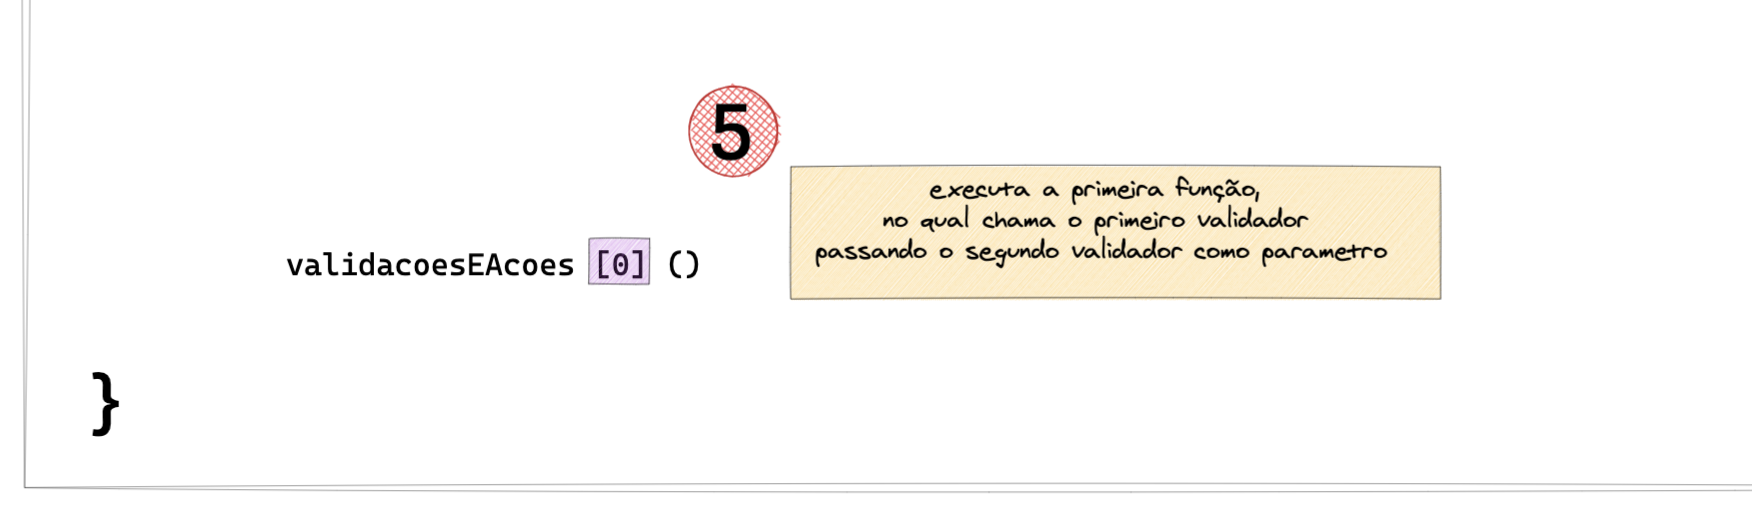 5
executa a primeira função,
no qual chama o primeiro validador
passando o segundo validador como parametro
validacoesEAcoes [0] ()
}